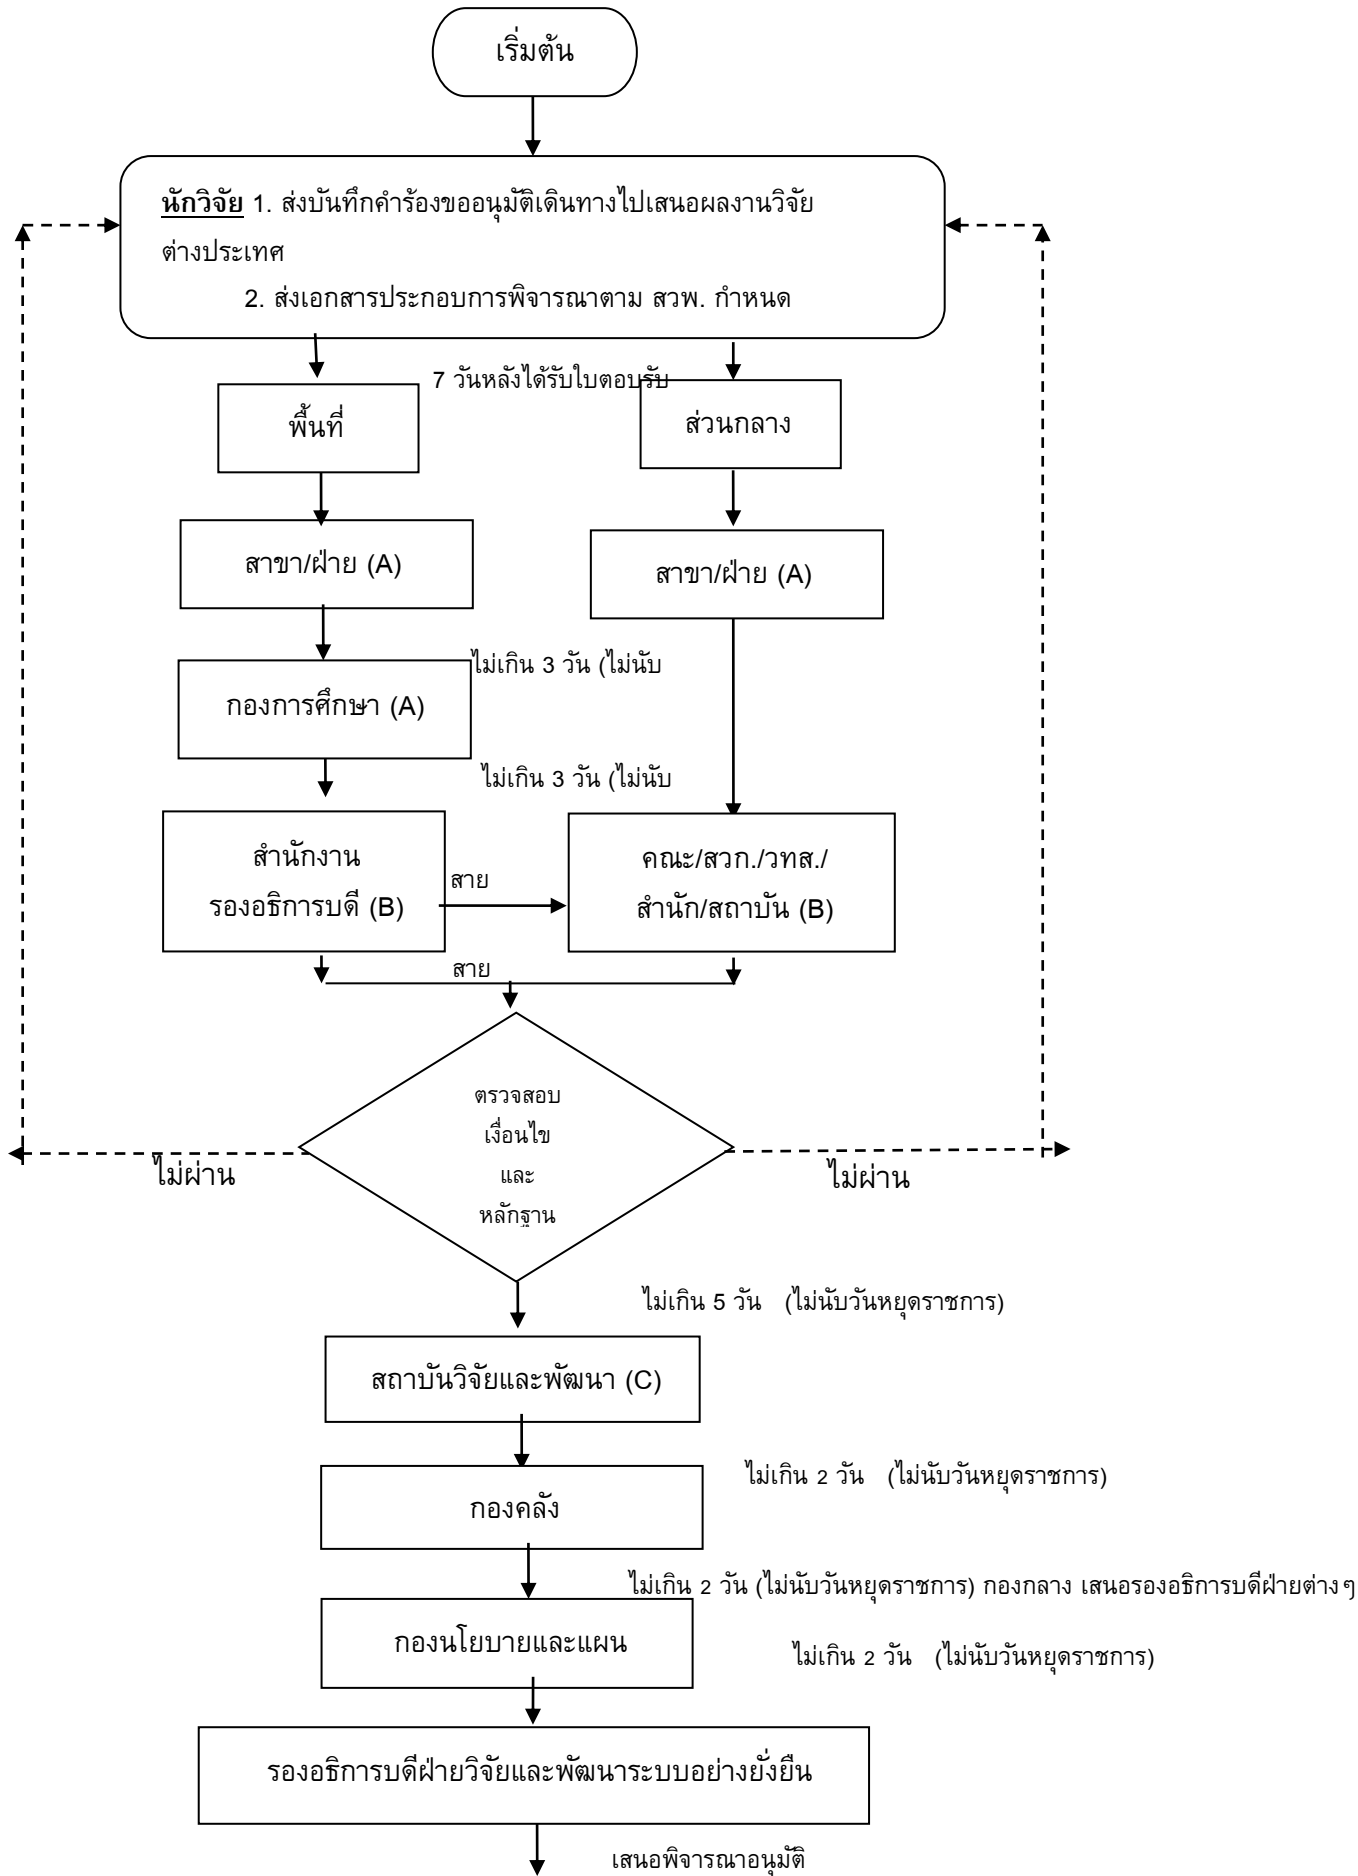 เริ่มต้น
นักวิจัย 1. ส่งบันทึกคำร้องขออนุมัติเดินทางไปเสนอผลงานวิจัย
ต่างประเทศ
2. ส่งเอกสารประกอบการพิจารณาตาม สวพ. กำหนด
7 วันหลังได้รับใบตอบรับ
พื้นที่
ส่วนกลาง
สาขา/ฝ่าย (A)
สาขา/ฝ่าย (A)
ไม่เกิน 3 วัน (ไม่นับ
กองการศึกษา (A)
ไม่เกิน 3 วัน (ไม่นับ
สำนักงาน
รองอธิการบดี (B)
สาย
คณะ/สวก./วทส./
สำนัก/สถาบัน (B)
สาย
ตรวจสอบ
เงื่อนไข
และ
หลักฐาน
ไม่ผ่าน
ไม่ผ่าน
ไม่เกิน 5 วัน (ไม่นับวันหยุดราชการ)
สถาบันวิจัยและพัฒนา (C)
ไม่เกิน 2 วัน (ไม่นับวันหยุดราชการ)
กองคลัง
ไม่เกิน 2 วัน (ไม่นับวันหยุดราชการ) กองกลาง เสนอรองอธิการบดีฝ่ายต่างๆ
กองนโยบายและแผน
ไม่เกิน 2 วัน (ไม่นับวันหยุดราชการ)
รองอธิการบดีฝ่ายวิจัยและพัฒนาระบบอย่างยั่งยืน
เสนอพิจารณาอนุมัติ